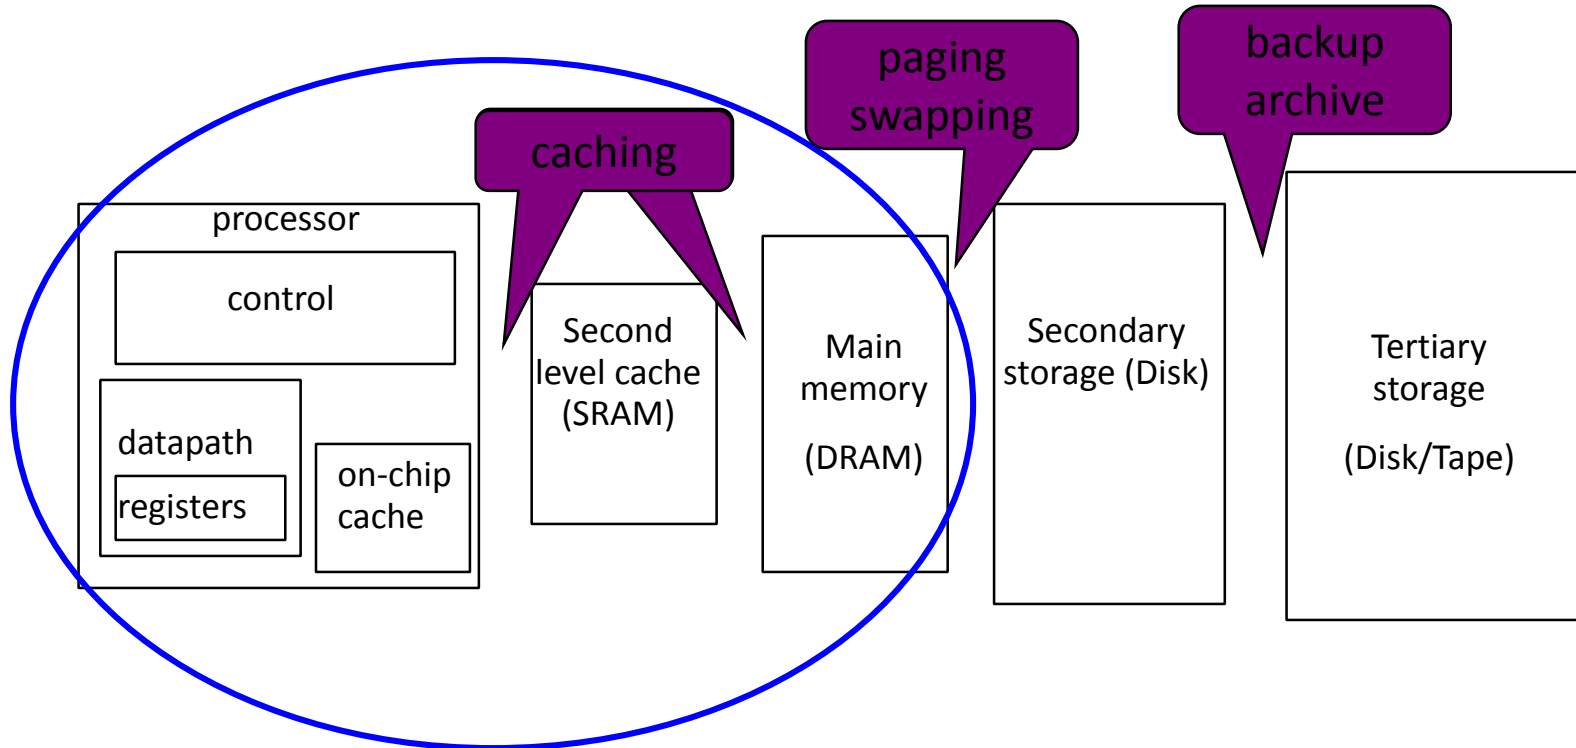 paging
swapping
backup
archive
caching
processor
control
datapath
registers
on-chip
cache
Second
level cache
(SRAM)
Main
memory
(DRAM)
Secondary
storage (Disk)
Tertiary
storage
(Disk/Tape)